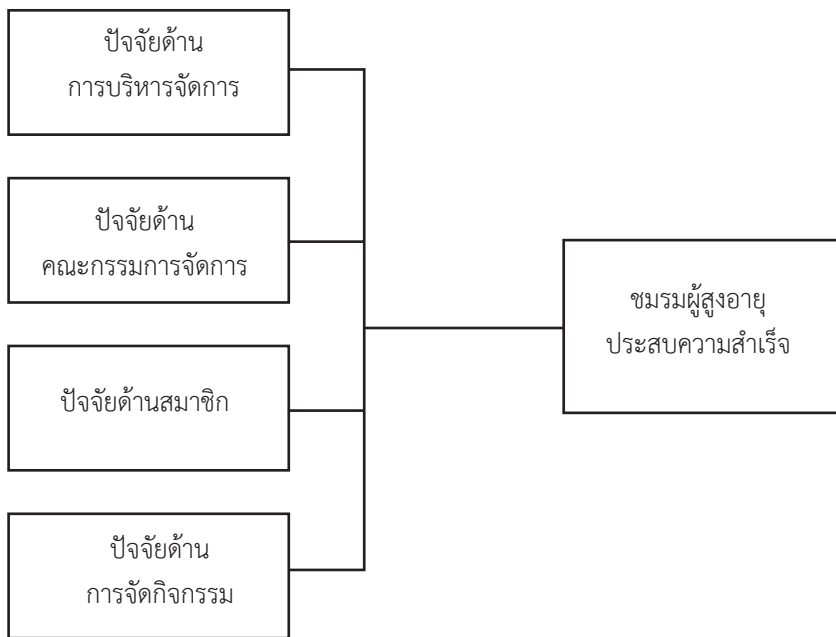 ปัจจัยด้าน
การบริหารจัดการ
ปัจจัยด้าน
คณะกรรมการจัดการ
ปัจจัยด้านสมาชิก
ปัจจัยด้าน
การจัดกิจกรรม
ชมรมผู้สูงอายุ
ประสบความสำเร็จ